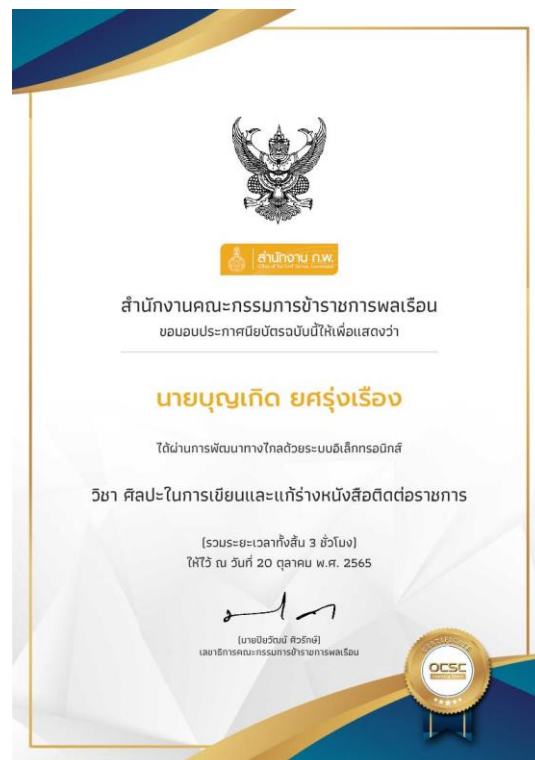 สำนักงาน ก.พ.
Office of the Civil Service Commission
สำนักงานคณะกรรมการข้าราชการพลเรือน
ขอมอบประกาศนียบัตรฉบับนี้ให้เพื่อแสดงว่า
นายบุญเกิด ยศรุ่งเรือง
ได้ผ่านการพัฒนาทางไกลด้วยระบบอิเล็กทรอนิกส์
วิชา ศิลปะในการเขียนและแก้ร่างหนังสือติดต่อราชการ
(รวมระยะเวลาทั้งสิ้น 3 ชั่วโมง)
ให้ไว้ ณ วันที่ 20 ตุลาคม พ.ศ. 2565
(นายปิยวัฒน์ ศิวรักษ์)
เลขาธิการคณะกรรมการข้าราชการพลเรือน
CERTIFICATE
OCSC